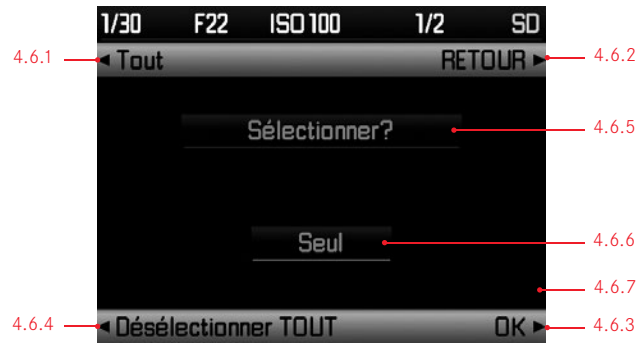 1/30 F22 ISO 100 1/2 SD
4.6.1 ◂ Tout RETOUR ▸ 4.6.2
Sélectionner? 4.6.5
Seul 4.6.6
4.6.7
4.6.4 ◂ Désélectionner TOUT OK ▸ 4.6.3